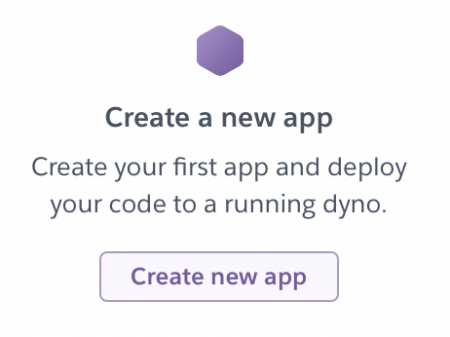 Create a new app
Create your first app and deploy
your code to a running dyno.
Create new app